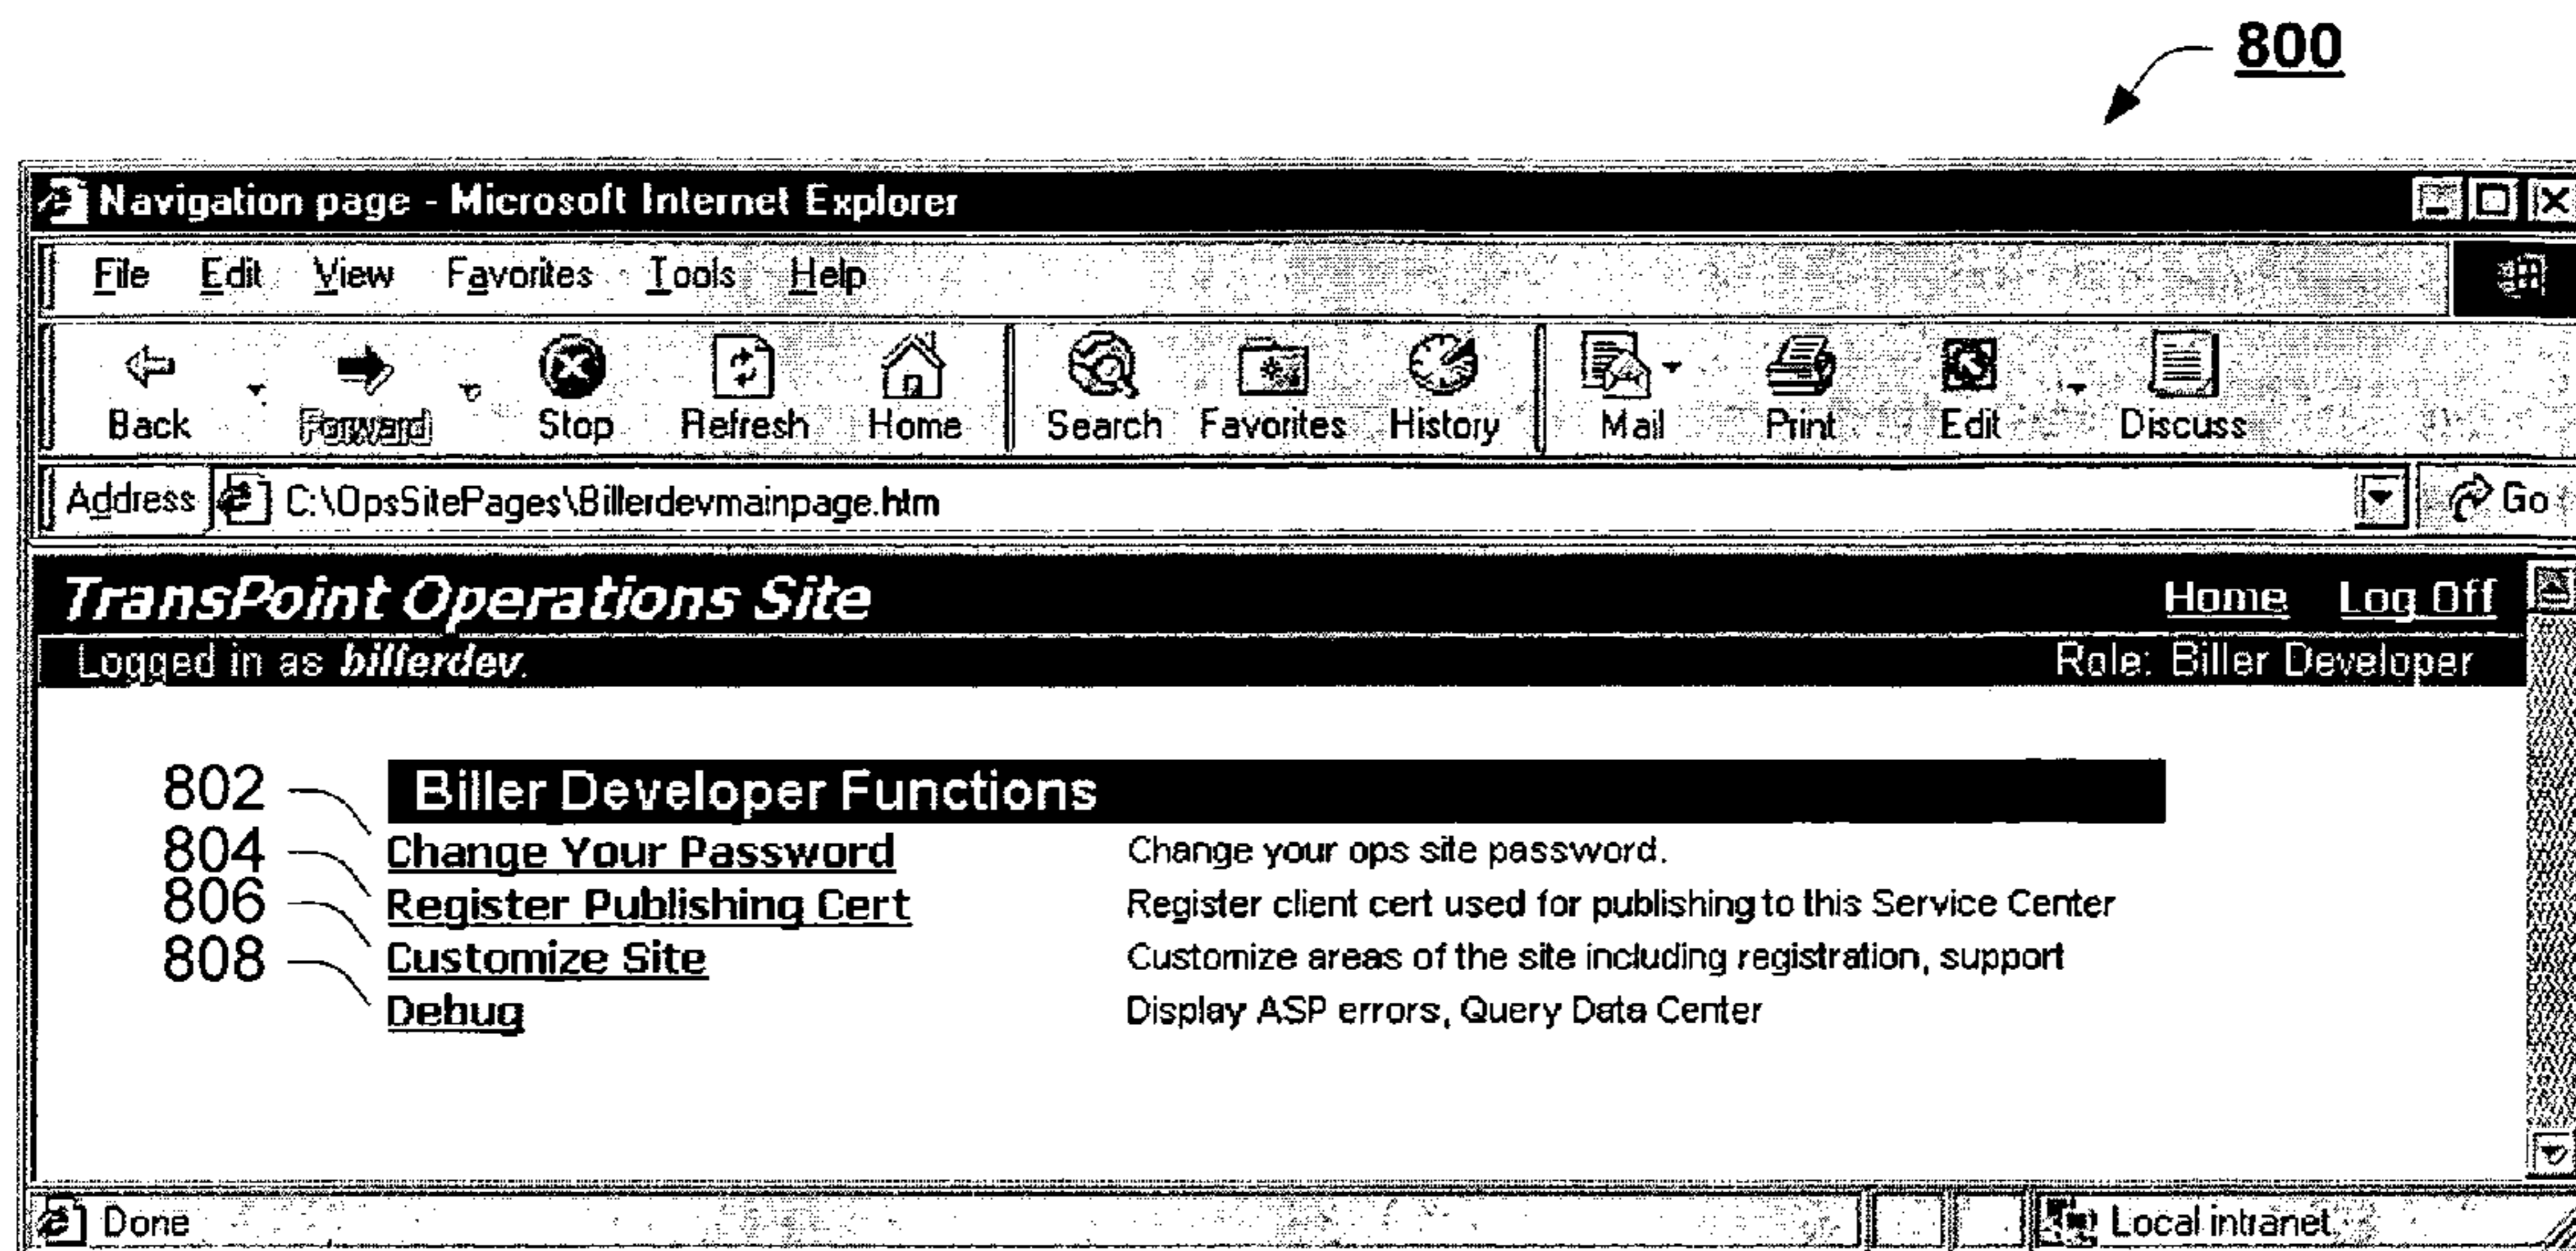 800
Navigation page - Microsoft Internet Explorer
File Edit View Favorites Tools Help
Back Forward Stop Refresh Home Search Favorites History Mail Print Edit Discuss
Address C:\OpsSitePages\Billerdevmainpage.htm Go
TransPoint Operations Site Home Log Off
Logged in as billerdev. Role: Biller Developer
Biller Developer Functions
802 Change Your Password Change your ops site password.
804 Register Publishing Cert Register client cert used for publishing to this Service Center
806 Customize Site Customize areas of the site including registration, support
808 Debug Display ASP errors, Query Data Center
Done Local intranet